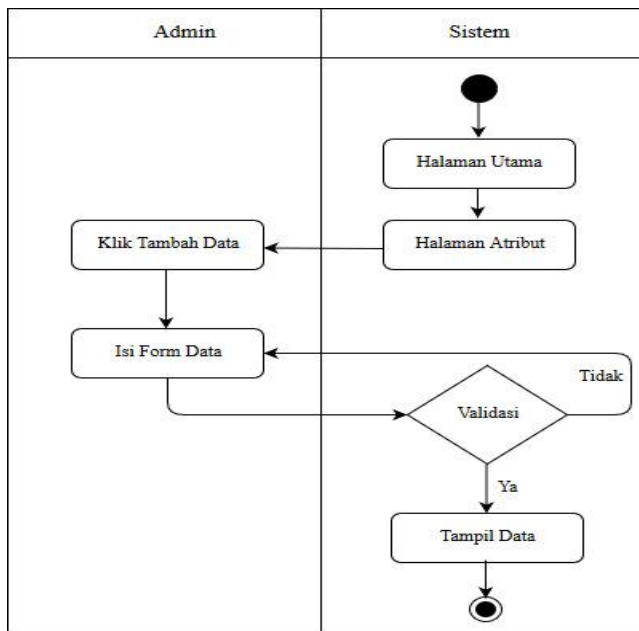 Admin
Sistem
Halaman Utama
Klik Tambah Data
Halaman Atribut
Isi Form Data
Tidak
Validasi
Ya
Tampil Data